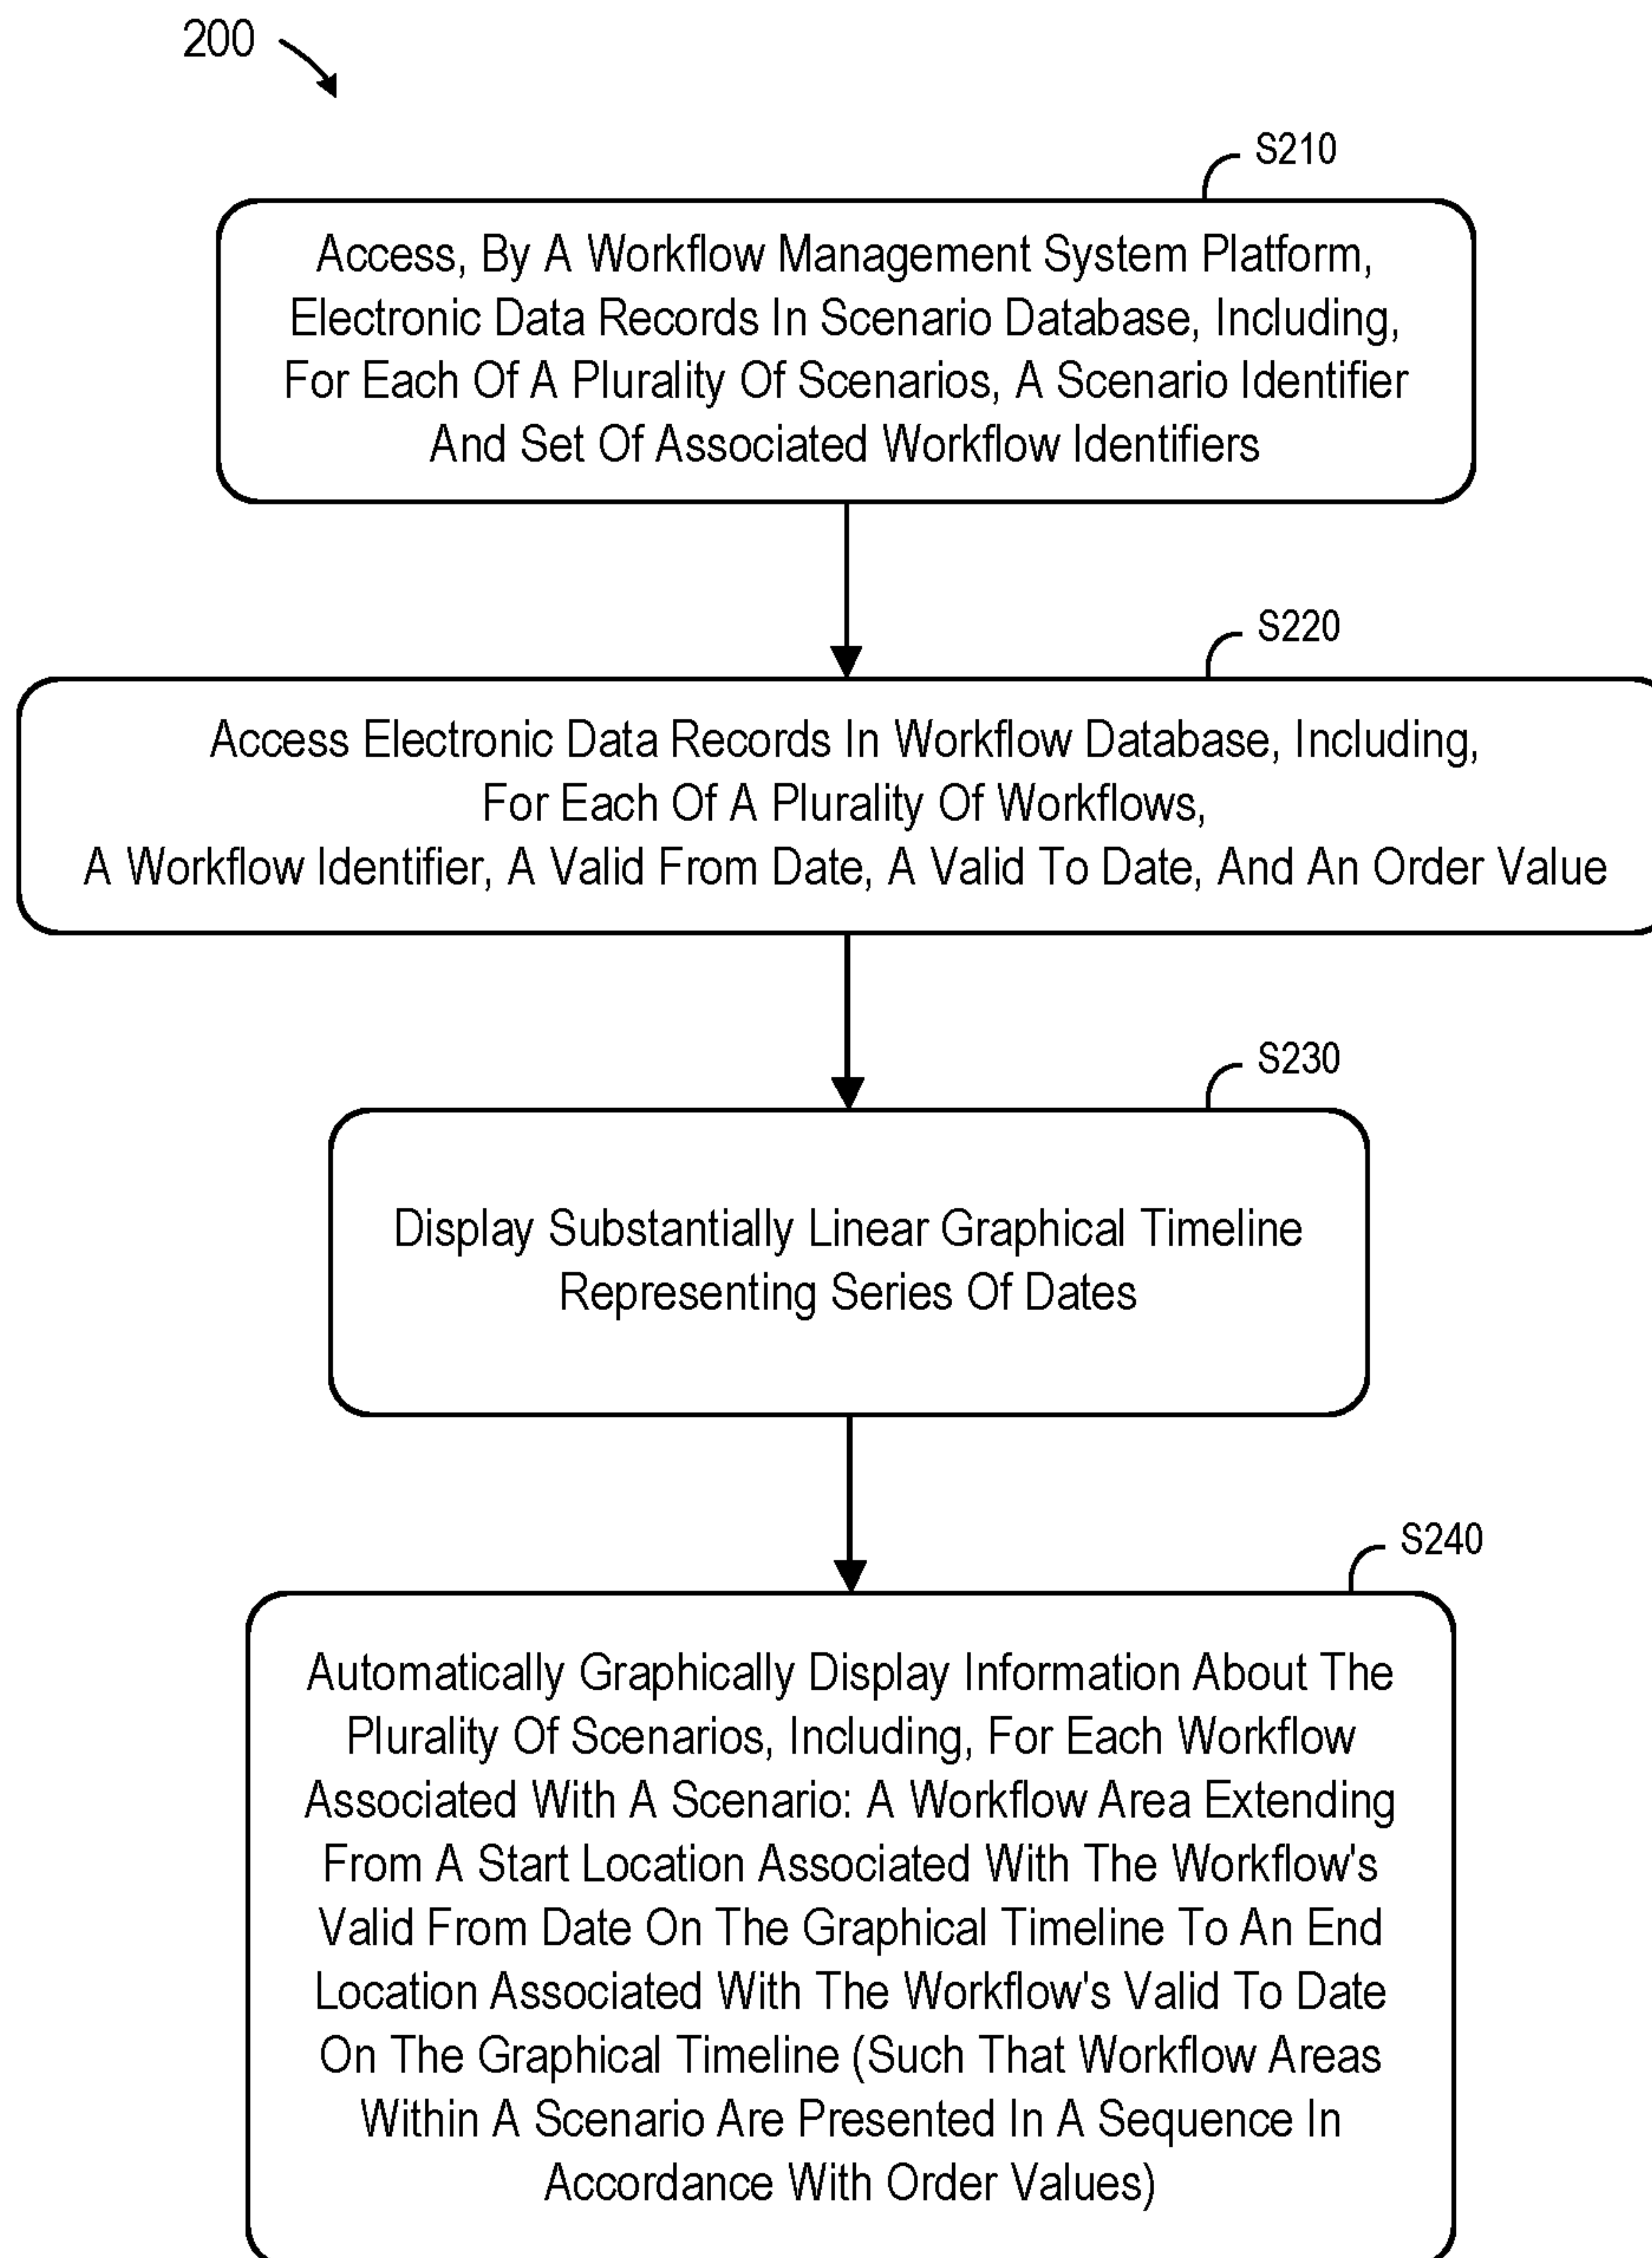 200
S210
Access, By A Workflow Management System Platform,
Electronic Data Records In Scenario Database, Including,
For Each Of A Plurality Of Scenarios, A Scenario Identifier
And Set Of Associated Workflow Identifiers
S220
Access Electronic Data Records In Workflow Database, Including,
For Each Of A Plurality Of Workflows,
A Workflow Identifier, A Valid From Date, A Valid To Date, And An Order Value
S230
Display Substantially Linear Graphical Timeline
Representing Series Of Dates
S240
Automatically Graphically Display Information About The
Plurality Of Scenarios, Including, For Each Workflow
Associated With A Scenario: A Workflow Area Extending
From A Start Location Associated With The Workflow's
Valid From Date On The Graphical Timeline To An End
Location Associated With The Workflow's Valid To Date
On The Graphical Timeline (Such That Workflow Areas
Within A Scenario Are Presented In A Sequence In
Accordance With Order Values)